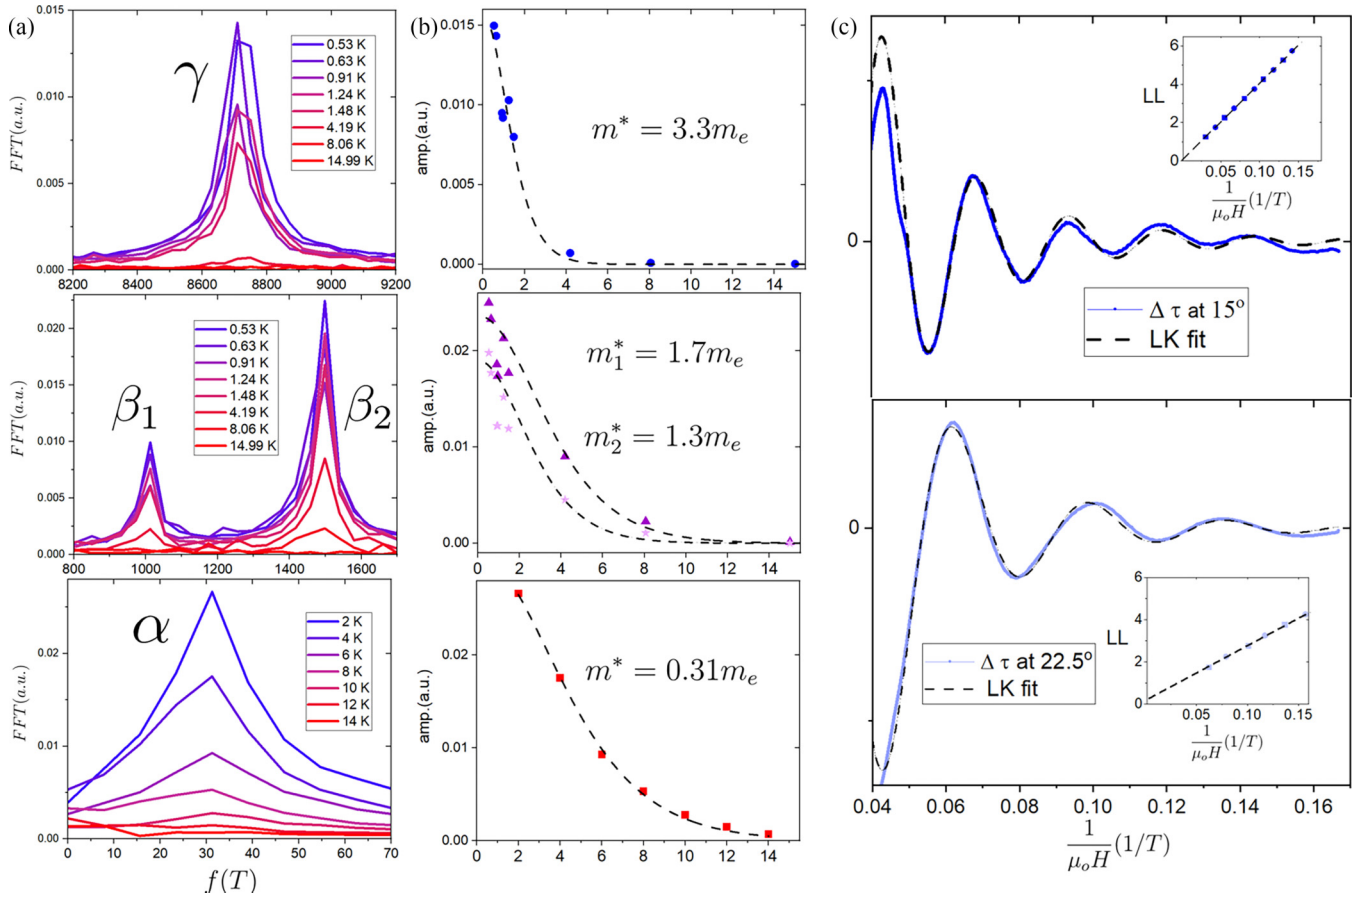 (a)
FFT(a.u.)
0.015
0.010
0.005
0.000
γ
0.53 K
0.63 K
0.91 K
1.24 K
1.48 K
4.19 K
8.06 K
14.99 K
8200 8400 8600 8800 9000 9200
FFT(a.u.)
0.020
0.015
0.010
0.005
0.000
β1
β2
0.53 K
0.63 K
0.91 K
1.24 K
1.48 K
4.19 K
8.06 K
14.99 K
800 1000 1200 1400 1600
FFT(a.u.)
0.02
0.01
0.00
α
2 K
4 K
6 K
8 K
10 K
12 K
14 K
0 10 20 30 40 50 60 70
f(T)
(b)
amp.(a.u.)
0.015
0.010
0.005
0.000
m* = 3.3me
0 2 4 6 8 10 12 14
amp.(a.u.)
0.02
0.01
0.00
m*1 = 1.7me
m*2 = 1.3me
0 2 4 6 8 10 12 14
amp.(a.u.)
0.02
0.01
0.00
m* = 0.31me
0 2 4 6 8 10 12 14
(c)
0
6
4
2
0
LL
0.05 0.10 0.15
1/μoH (1/T)
Δ τ at 15o
LK fit
0
6
4
2
0
LL
0.05 0.10 0.15
1/μoH (1/T)
Δ τ at 22.5o
LK fit
0.04 0.06 0.08 0.10 0.12 0.14 0.16
1/μoH (1/T)